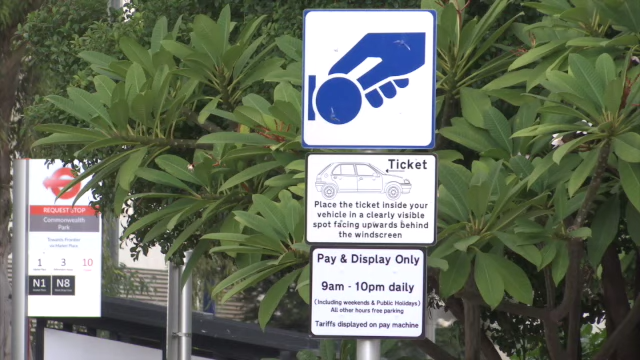 Ticket
Place the ticket inside your
vehicle in a clearly visible
spot facing upwards behind
the windscreen
Pay & Display Only
9am - 10pm daily
(Including weekends & Public Holidays)
All other hours free parking
Tariffs displayed on pay machine
REQUEST STOP
Commonwealth
Park
1 3 10
N1 N8